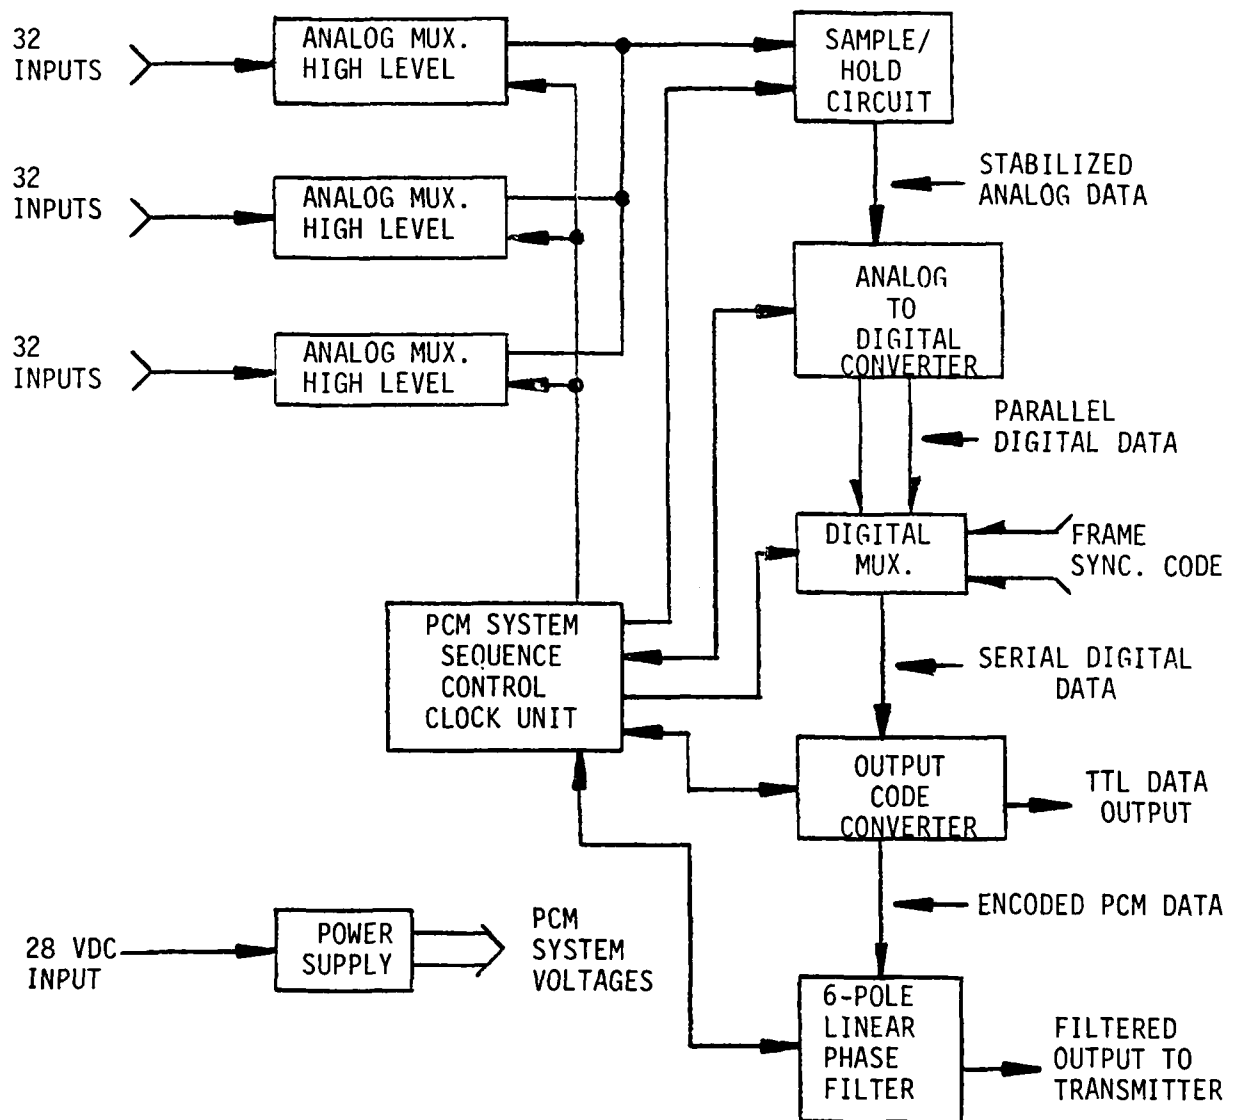 32
INPUTS
ANALOG MUX.
HIGH LEVEL
SAMPLE/
HOLD
CIRCUIT
STABILIZED
ANALOG DATA
32
INPUTS
ANALOG MUX.
HIGH LEVEL
ANALOG
TO
DIGITAL
CONVERTER
32
INPUTS
ANALOG MUX.
HIGH LEVEL
PARALLEL
DIGITAL DATA
DIGITAL
MUX.
FRAME
SYNC. CODE
PCM SYSTEM
SEQUENCE
CONTROL
CLOCK UNIT
SERIAL DIGITAL
DATA
OUTPUT
CODE
CONVERTER
TTL DATA
OUTPUT
ENCODED PCM DATA
28 VDC
INPUT
POWER
SUPPLY
PCM
SYSTEM
VOLTAGES
6-POLE
LINEAR
PHASE
FILTER
FILTERED
OUTPUT TO
TRANSMITTER